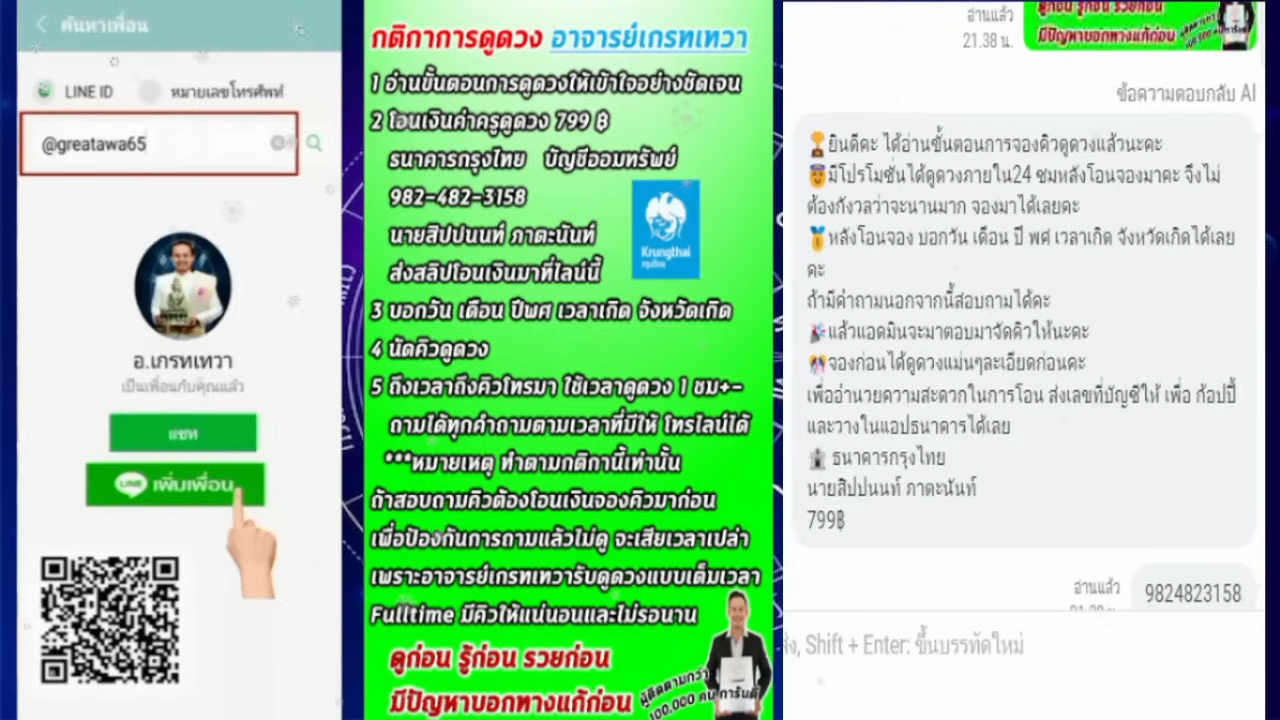 ค้นหาเพื่อน
LINE ID
หมายเลขโทรศัพท์
@greatawa65
อ.เกรทเทวา
เป็นเพื่อนกับคุณแล้ว
แชท
LINE เพิ่มเพื่อน
กติกาการดูดวง อาจารย์เกรทเทวา
1 อ่านขั้นตอนการดูดวงให้เข้าใจอย่างชัดเจน
2 โอนเงินค่าครูดูดวง 799 ฿
ธนาคารกรุงไทย บัญชีออมทรัพย์
982-482-3158
นายสิปปนนท์ ภาตะนันท์
ส่งสลิปโอนเงินมาที่ไลน์นี้
Krungthai
กรุงไทย
3 บอกวัน เดือน ปีพศ เวลาเกิด จังหวัดเกิด
4 นัดคิวดูดวง
5 ถึงเวลาถึงคิวโทรมา ใช้เวลาดูดวง 1 ชม+-
ถามได้ทุกคำถามตามเวลาที่มีให้ โทรไลน์ได้
***หมายเหตุ ทำตามกติกานี้เท่านั้น
ถ้าสอบถามคิวต้องโอนเงินจองคิวมาก่อน
เพื่อป้องกันการถามแล้วไม่ดู จะเสียเวลาเปล่า
เพราะอาจารย์เกรทเทวารับดูดวงแบบเต็มเวลา
Fulltime มีคิวให้แน่นอนและไม่รอนาน
ดูก่อน รู้ก่อน รวยก่อน
มีปัญหาบอกทางแก้ก่อน
ผู้ติดตามกว่า
100,000 คน การันตี
อ่านแล้ว
21.38 น.
ดูก่อน รู้ก่อน รวยก่อน
มีปัญหาบอกทางแก้ก่อน
ข้อความตอบกลับ AI
ยินดีคะ ได้อ่านขั้นตอนการจองคิวดูดวงแล้วนะคะ
มีโปรโมชั่นได้ดูดวงภายใน24 ชมหลังโอนจองมาคะ จึงไม่
ต้องกังวลว่าจะนานมาก จองมาได้เลยคะ
หลังโอนจอง บอกวัน เดือน ปี พศ เวลาเกิด จังหวัดเกิดได้เลย
คะ
ถ้ามีคำถามนอกจากนี้สอบถามได้คะ
แล้วแอดมินจะมาตอบมาจัดคิวให้นะคะ
จองก่อนได้ดูดวงแม่นๆละเอียดก่อนคะ
เพื่ออำนวยความสะดวกในการโอน ส่งเลขที่บัญชีให้ เพื่อ ก้อปปี้
และวางในแอปธนาคารได้เลย
ธนาคารกรุงไทย
นายสิปปนนท์ ภาตะนันท์
799฿
อ่านแล้ว
9824823158
Shift + Enter: ขึ้นบรรทัดใหม่